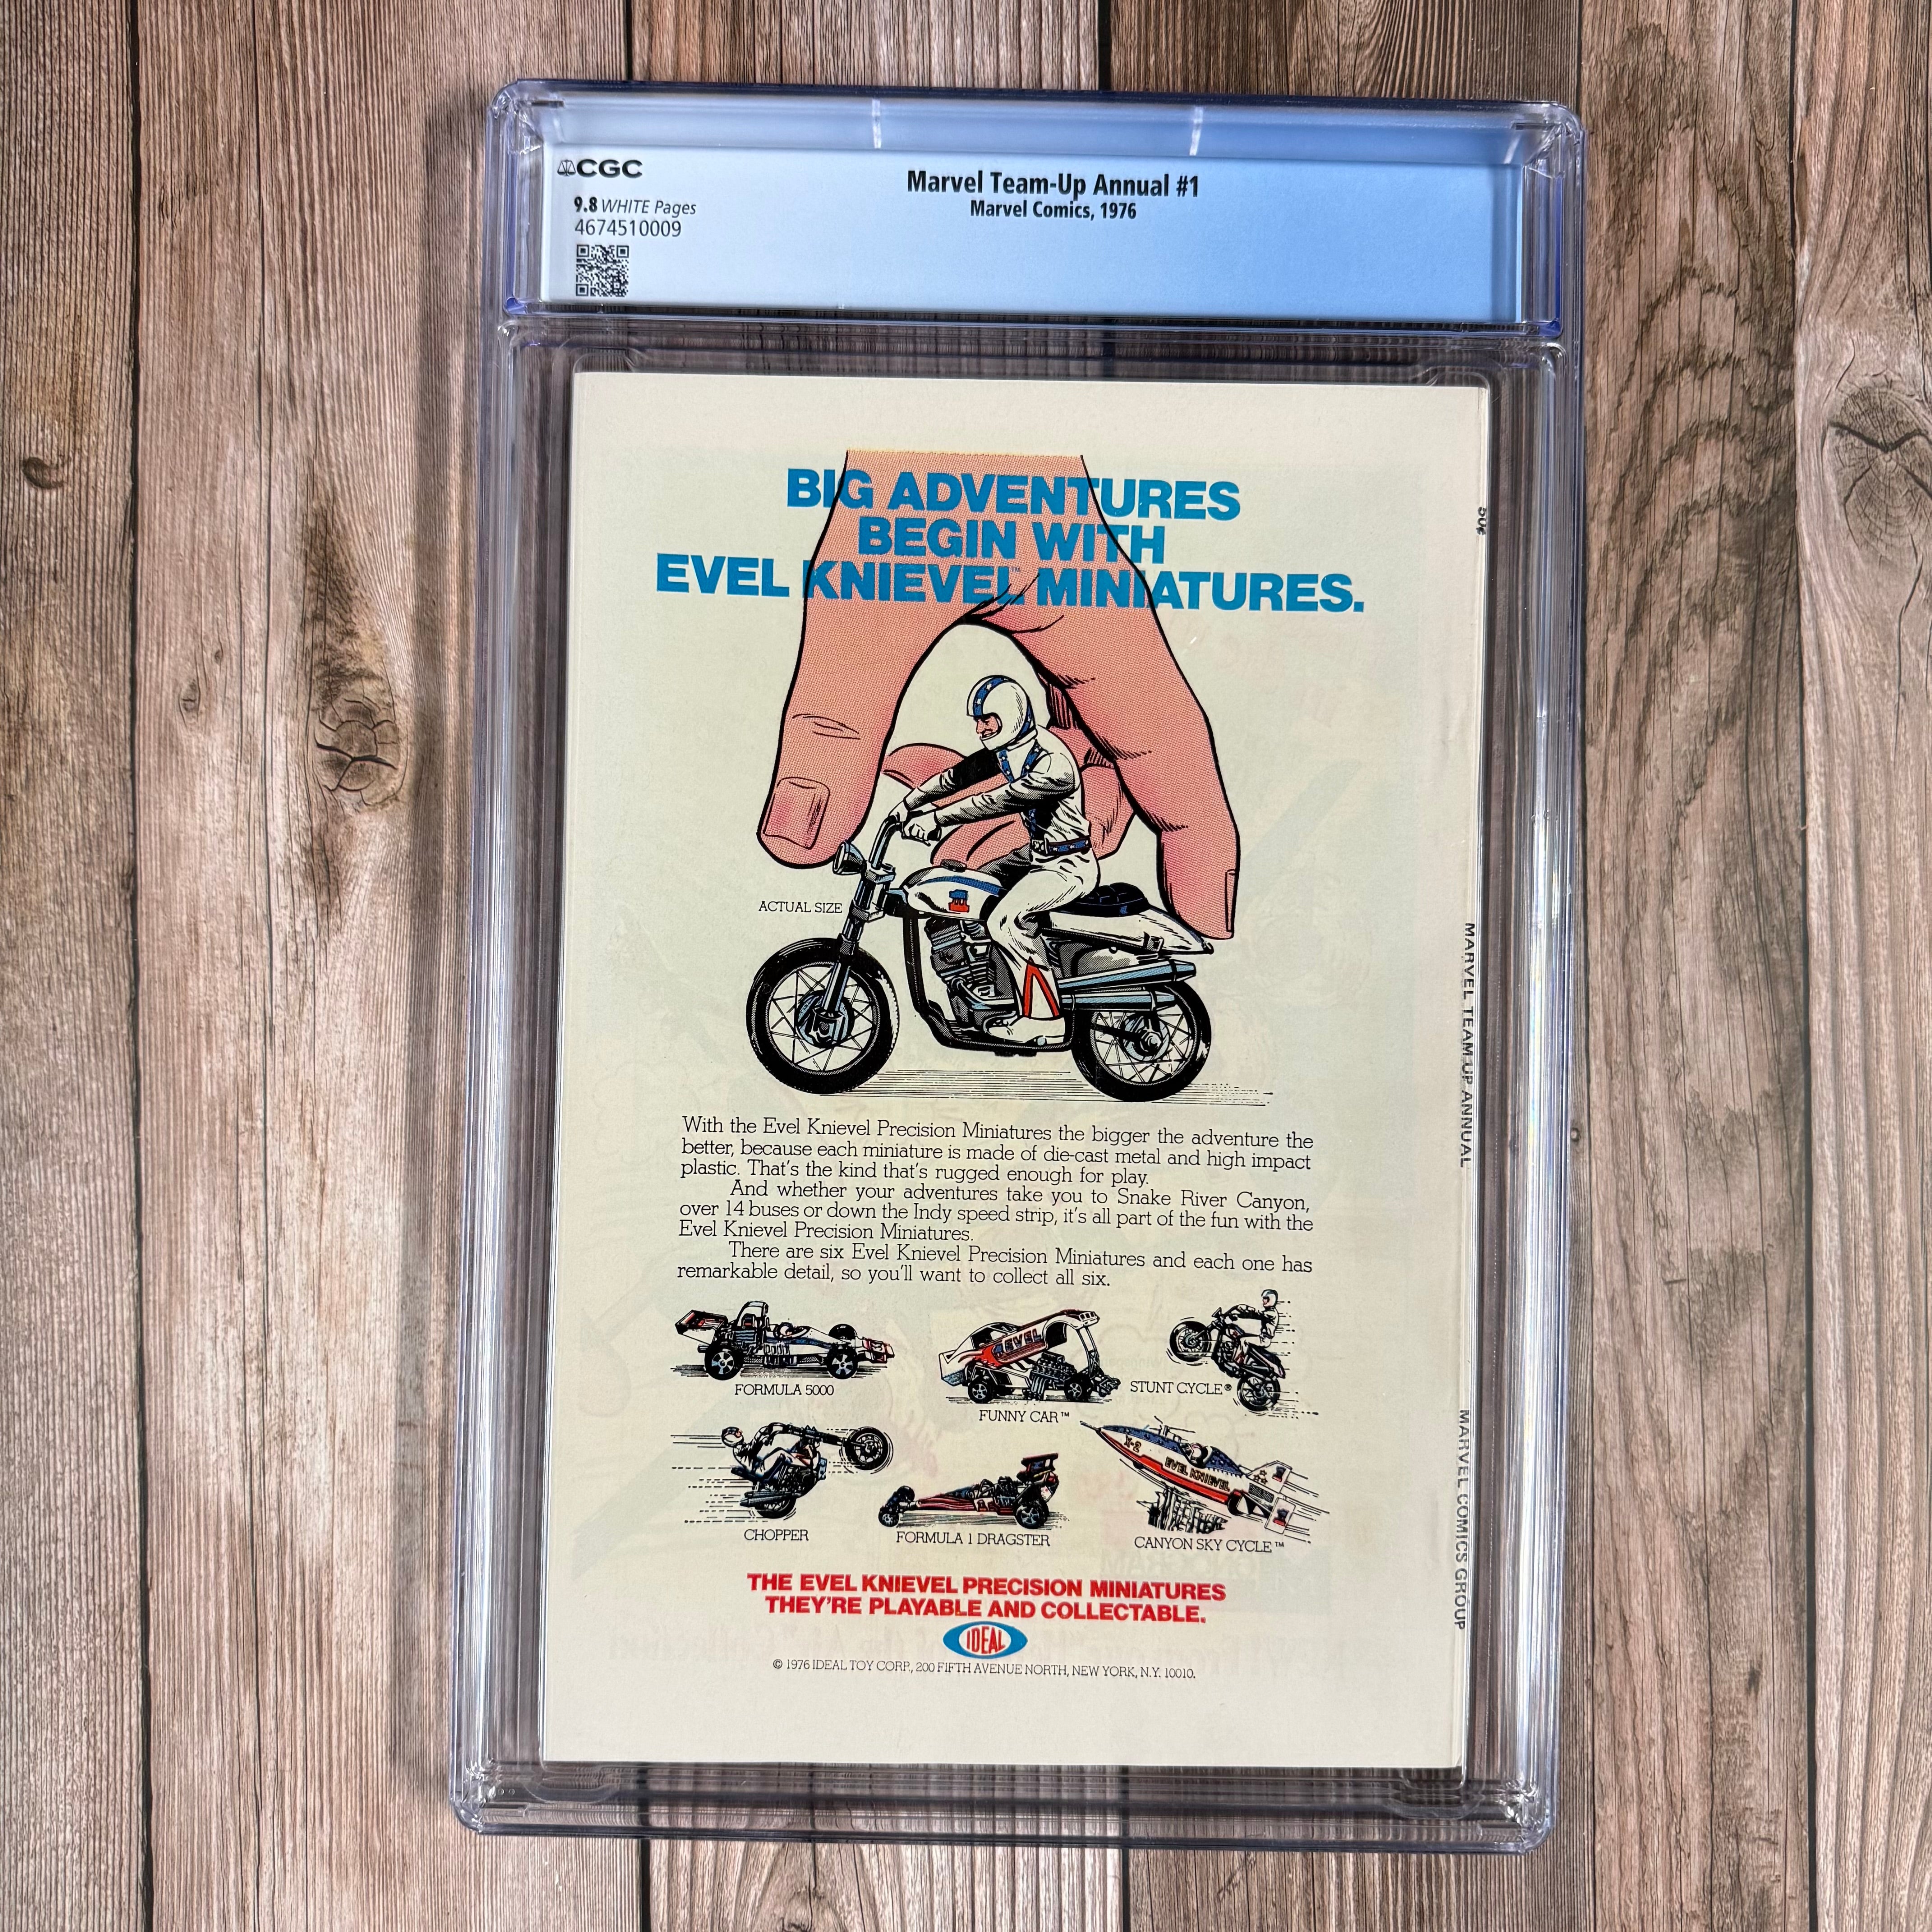 CGC
9.8 WHITE Pages
4674510009
Marvel Team-Up Annual #1
Marvel Comics, 1976
BIG ADVENTURES
BEGIN WITH
EVEL KNIEVEL™ MINIATURES.
50¢
ACTUAL SIZE
With the Evel Knievel Precision Miniatures the bigger the adventure the
better, because each miniature is made of die-cast metal and high impact
plastic. That's the kind that's rugged enough for play.
And whether your adventures take you to Snake River Canyon,
over 14 buses or down the Indy speed strip, it's all part of the fun with the
Evel Knievel Precision Miniatures.
There are six Evel Knievel Precision Miniatures and each one has
remarkable detail, so you'll want to collect all six.
EVEL
FORMULA 5000
FUNNY CAR™
STUNT CYCLE®
X-2
EVEL KNIEVEL
CHOPPER
FORMULA 1 DRAGSTER
CANYON SKY CYCLE™
THE EVEL KNIEVEL PRECISION MINIATURES
THEY'RE PLAYABLE AND COLLECTABLE.
IDEAL
© 1976 IDEAL TOY CORP., 200 FIFTH AVENUE NORTH, NEW YORK, N.Y. 10010.
MARVEL TEAM-UP ANNUAL
MARVEL COMICS GROUP